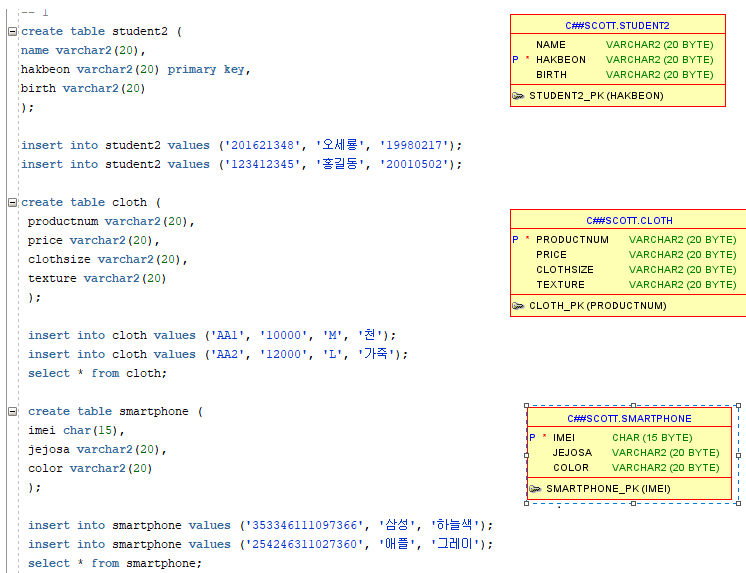 -- 1
create table student2 (
name varchar2(20),
hakbeon varchar2(20) primary key,
birth varchar2(20)
);
insert into student2 values ('201621348', '오세룡', '19980217');
insert into student2 values ('123412345', '홍길동', '20010502');
create table cloth (
productnum varchar2(20),
price varchar2(20),
clothsize varchar2(20),
texture varchar2(20)
);
insert into cloth values ('AA1', '10000', 'M', '천');
insert into cloth values ('AA2', '12000', 'L', '가죽');
select * from cloth;
create table smartphone (
imei char(15),
jejosa varchar2(20),
color varchar2(20)
);
insert into smartphone values ('353346111097366', '삼성', '하늘색');
insert into smartphone values ('254246311027360', '애플', '그레이');
select * from smartphone;
C##SCOTT.STUDENT2
NAME VARCHAR2 (20 BYTE)
P * HAKBEON VARCHAR2 (20 BYTE)
BIRTH VARCHAR2 (20 BYTE)
STUDENT2_PK (HAKBEON)
C##SCOTT.CLOTH
P * PRODUCTNUM VARCHAR2 (20 BYTE)
PRICE VARCHAR2 (20 BYTE)
CLOTHSIZE VARCHAR2 (20 BYTE)
TEXTURE VARCHAR2 (20 BYTE)
CLOTH_PK (PRODUCTNUM)
C##SCOTT.SMARTPHONE
P * IMEI CHAR (15 BYTE)
JEJOSA VARCHAR2 (20 BYTE)
COLOR VARCHAR2 (20 BYTE)
SMARTPHONE_PK (IMEI)